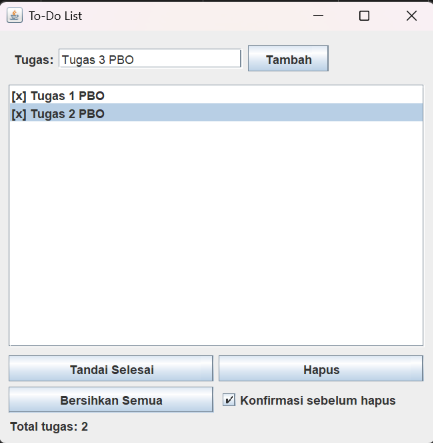 To-Do List
Tugas: Tugas 3 PBO Tambah
[x] Tugas 1 PBO
[x] Tugas 2 PBO
Tandai Selesai Hapus
Bersihkan Semua Konfirmasi sebelum hapus
Total tugas: 2